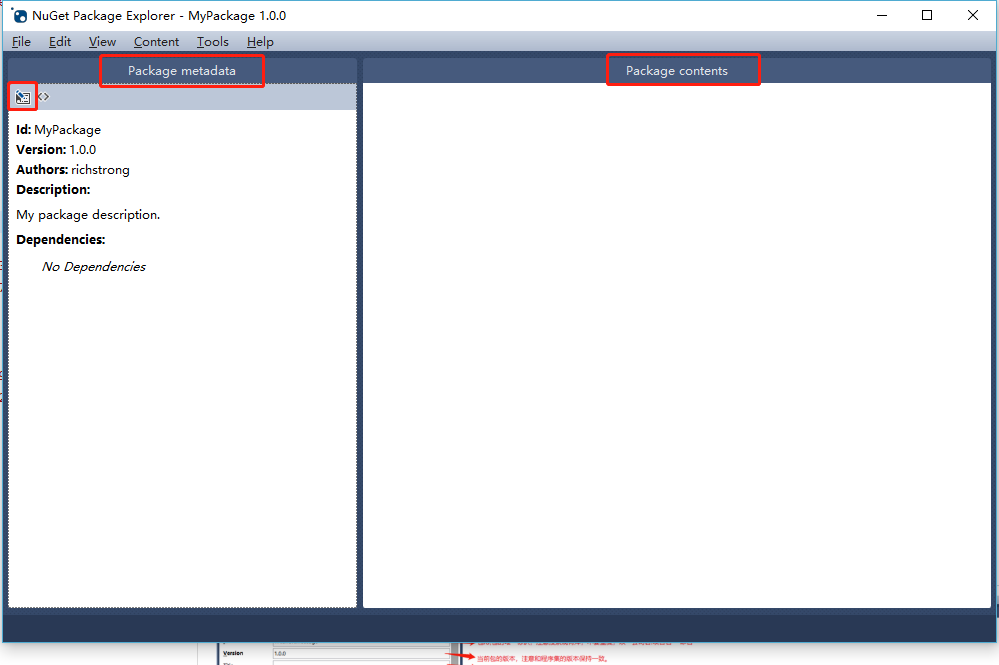 NuGet Package Explorer - MyPackage 1.0.0
File Edit View Content Tools Help
Package metadata
Package contents
Id: MyPackage
Version: 1.0.0
Authors: richstrong
Description:
My package description.
Dependencies:
No Dependencies
Version 1.0.0 当前包的版本，注意和程序集的版本保持一致。